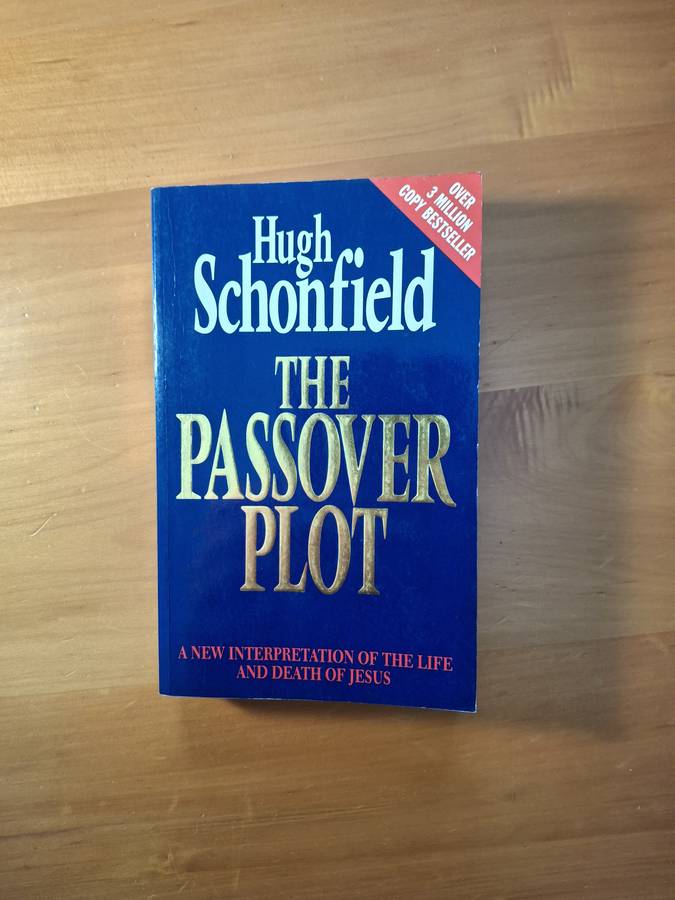 OVER
3 MILLION
COPY BESTSELLER
Hugh
Schonfield
THE
PASSOVER
PLOT
A NEW INTERPRETATION OF THE LIFE
AND DEATH OF JESUS